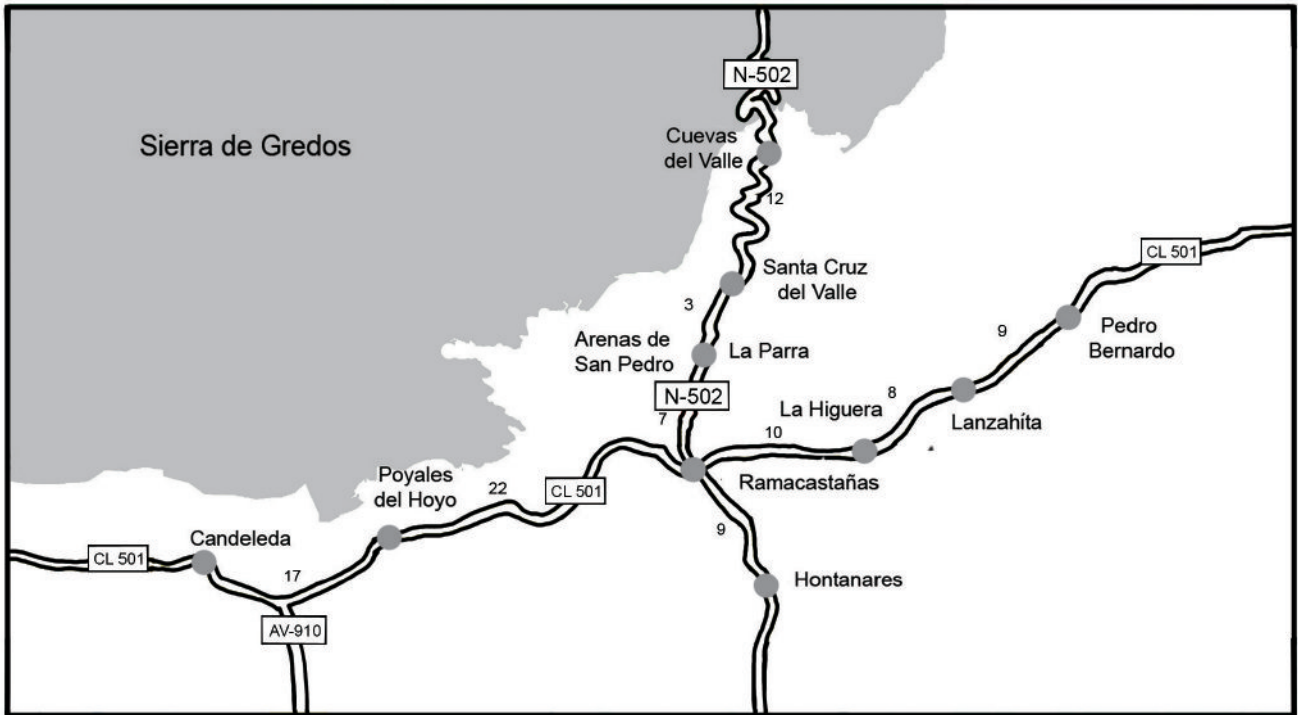 N-502
Cuevas
del Valle
Sierra de Gredos
12
CL 501
Santa Cruz
del Valle
3
9
Pedro
Bernardo
Arenas de
San Pedro
La Parra
N-502
7
La Higuera
8
Lanzahíta
10
Poyales
del Hoyo
22
CL 501
Ramacastañas
9
Candeleda
CL 501
17
Hontanares
AV-910